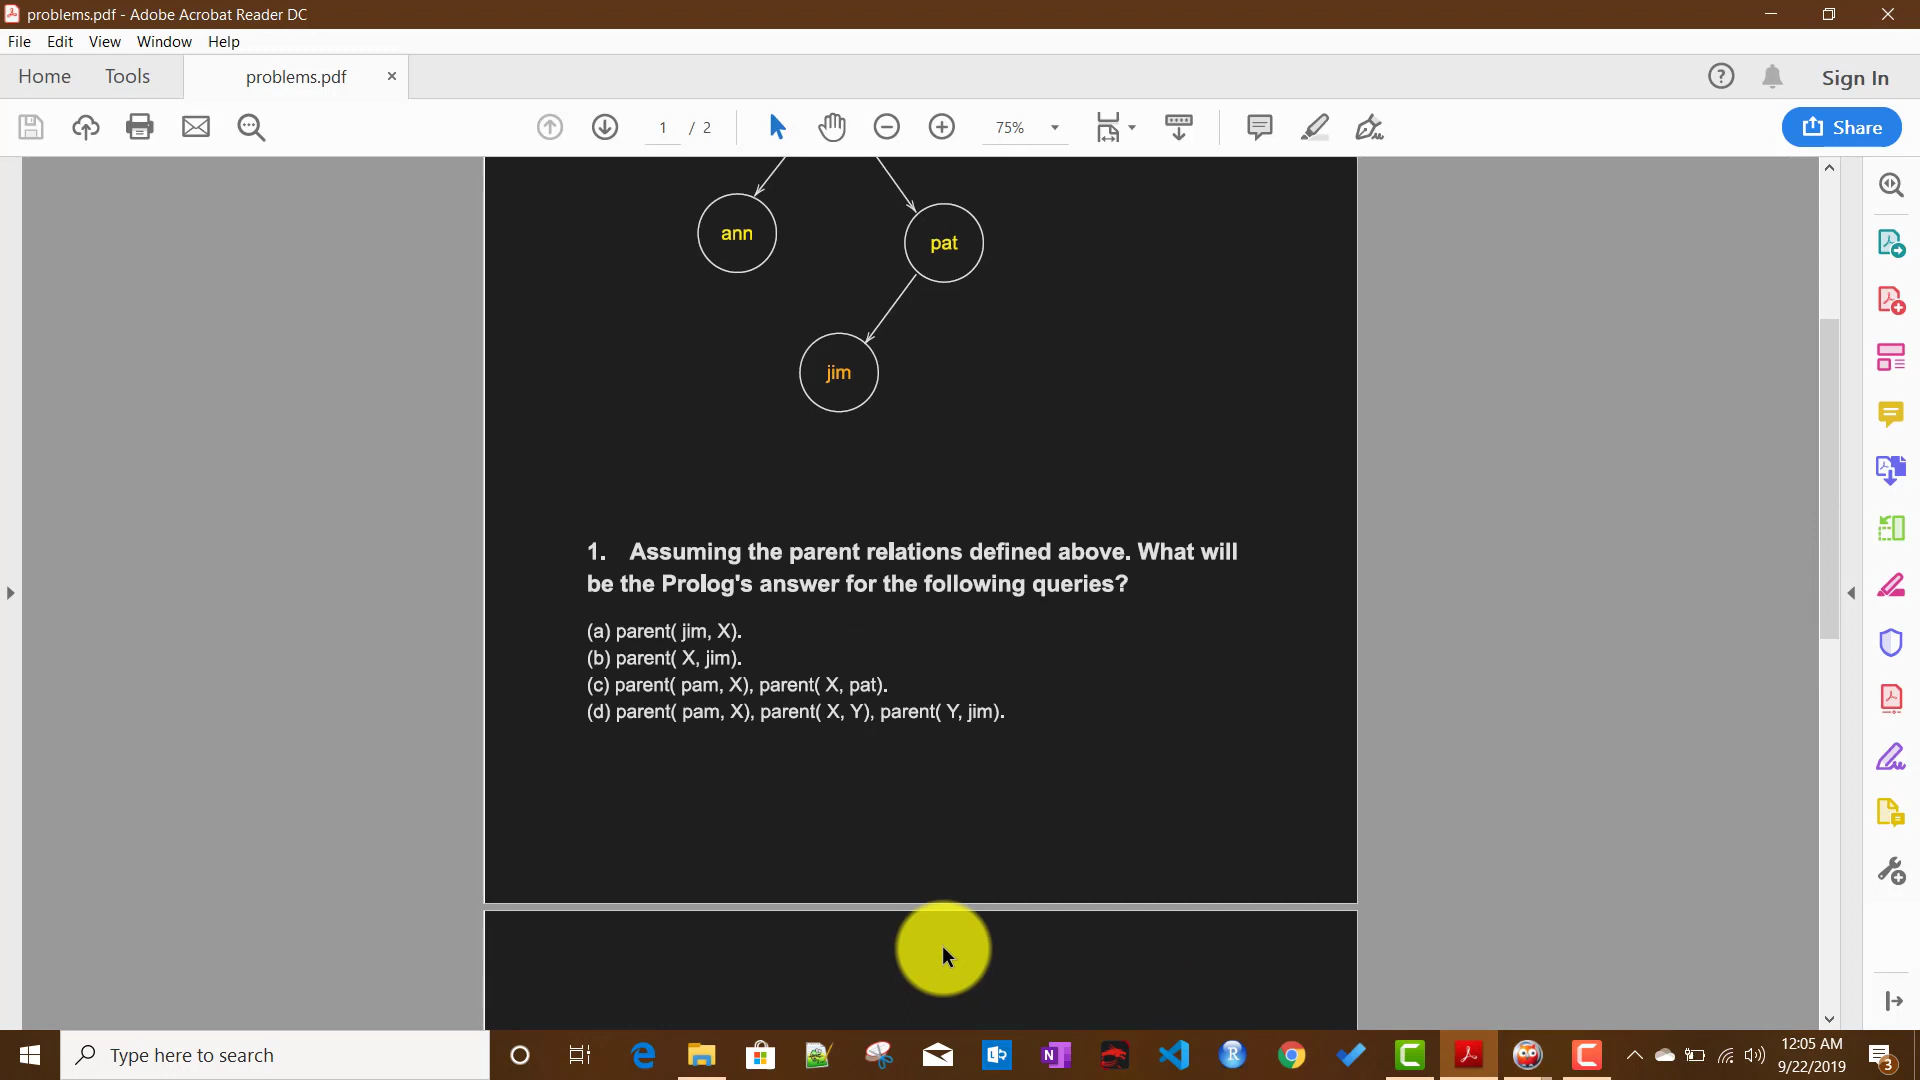 problems.pdf - Adobe Acrobat Reader DC
File Edit View Window Help
Home Tools problems.pdf × Sign In
1 / 2 75% Share
ann
pat
jim
1. Assuming the parent relations defined above. What will
be the Prolog's answer for the following queries?
(a) parent( jim, X).
(b) parent( X, jim).
(c) parent( pam, X), parent( X, pat).
(d) parent( pam, X), parent( X, Y), parent( Y, jim).
Type here to search
12:05 AM
9/22/2019
3